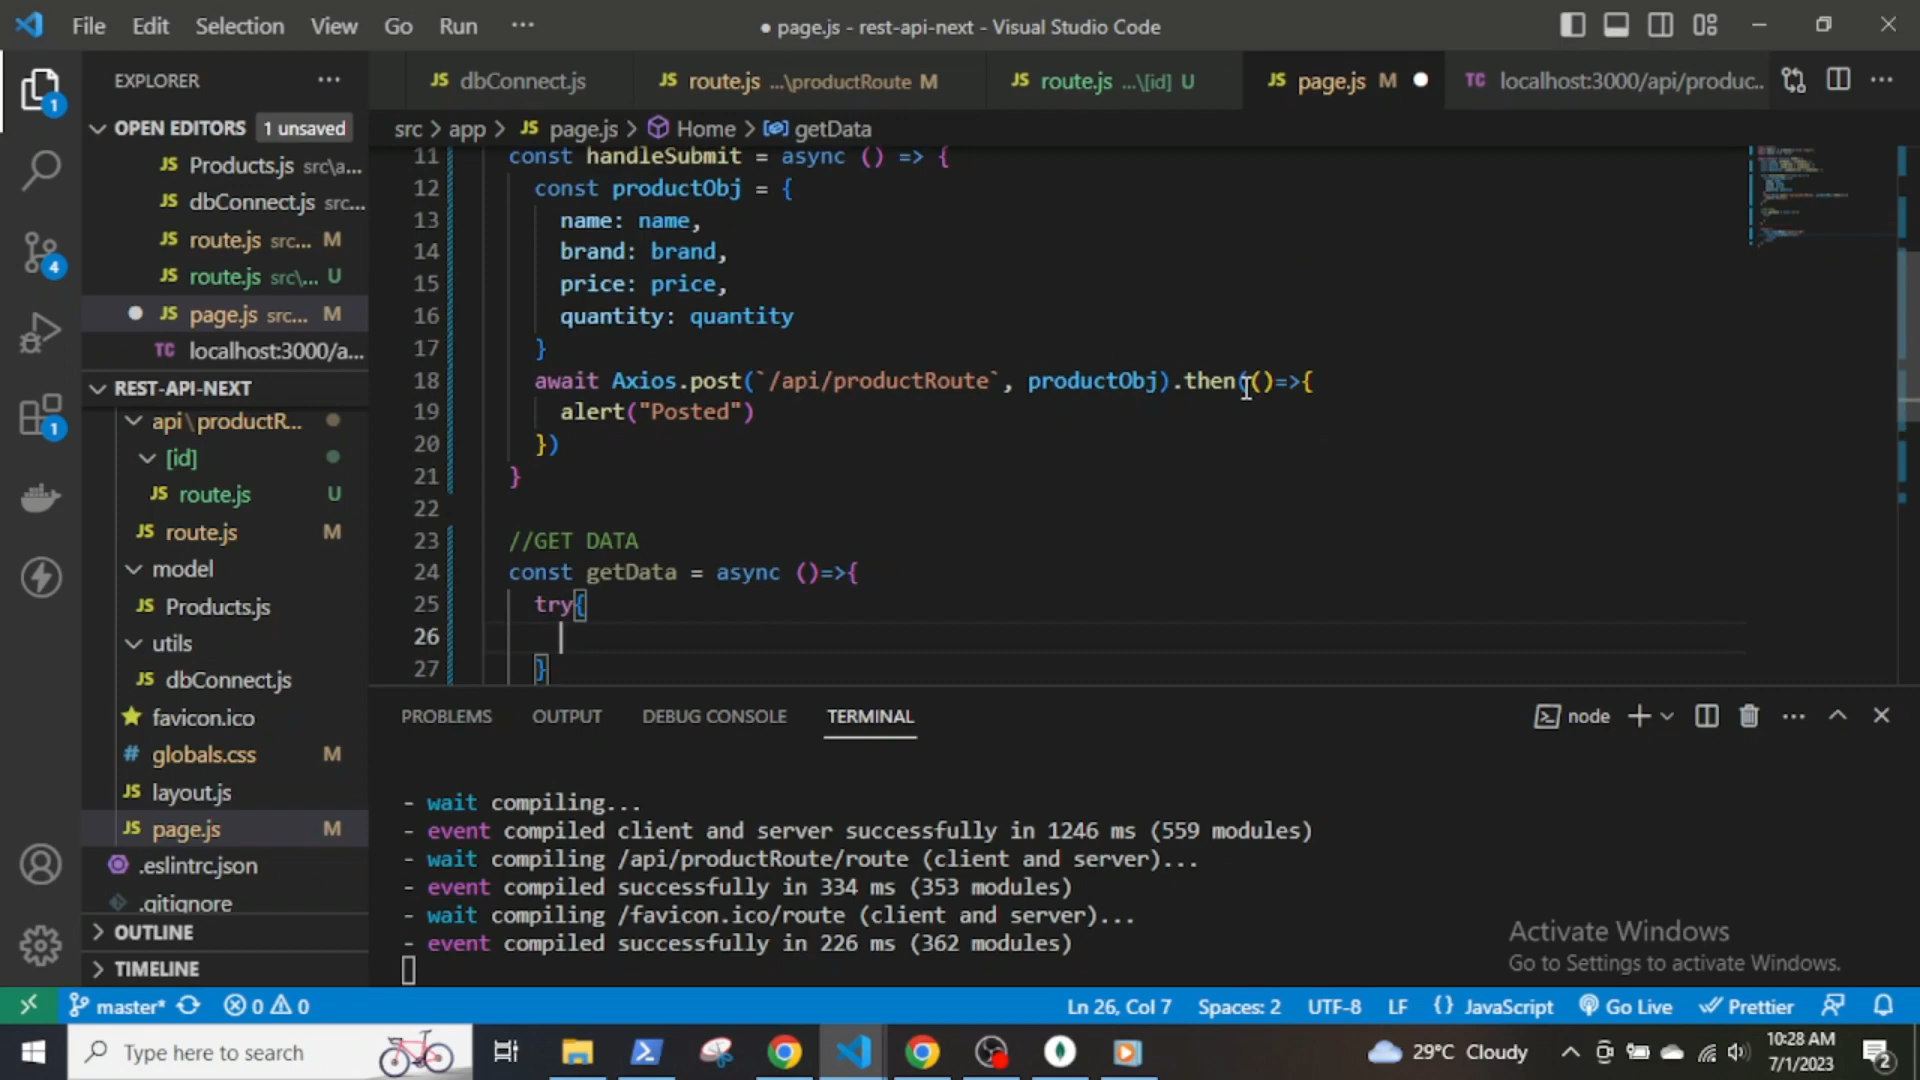 File Edit Selection View Go Run ···
● page.js - rest-api-next - Visual Studio Code
EXPLORER ···
OPEN EDITORS 1 unsaved
JS Products.js src\a...
JS dbConnect.js src...
JS route.js src... M
JS route.js src\... U
● JS page.js src... M
TC localhost:3000/a...
REST-API-NEXT
api\productR...
[id]
JS route.js U
JS route.js M
model
JS Products.js
utils
JS dbConnect.js
favicon.ico
# globals.css M
JS layout.js
JS page.js M
.eslintrc.json
.gitignore
OUTLINE
TIMELINE
JS dbConnect.js JS route.js ...\productRoute M JS route.js ...\[id] U JS page.js M ● TC localhost:3000/api/produc...
src > app > JS page.js > Home > getData
11 const handleSubmit = async () => {
12 const productObj = {
13 name: name,
14 brand: brand,
15 price: price,
16 quantity: quantity
17 }
18 await Axios.post(`/api/productRoute`, productObj).then(()=>{
19 alert("Posted")
20 })
21 }
22
23 //GET DATA
24 const getData = async ()=>{
25 try{
26
27 }
PROBLEMS OUTPUT DEBUG CONSOLE TERMINAL node
- wait compiling...
- event compiled client and server successfully in 1246 ms (559 modules)
- wait compiling /api/productRoute/route (client and server)...
- event compiled successfully in 334 ms (353 modules)
- wait compiling /favicon.ico/route (client and server)...
- event compiled successfully in 226 ms (362 modules)
Activate Windows
Go to Settings to activate Windows.
master* 0 0 Ln 26, Col 7 Spaces: 2 UTF-8 LF {} JavaScript Go Live Prettier
Type here to search 29°C Cloudy 10:28 AM
7/1/2023 2